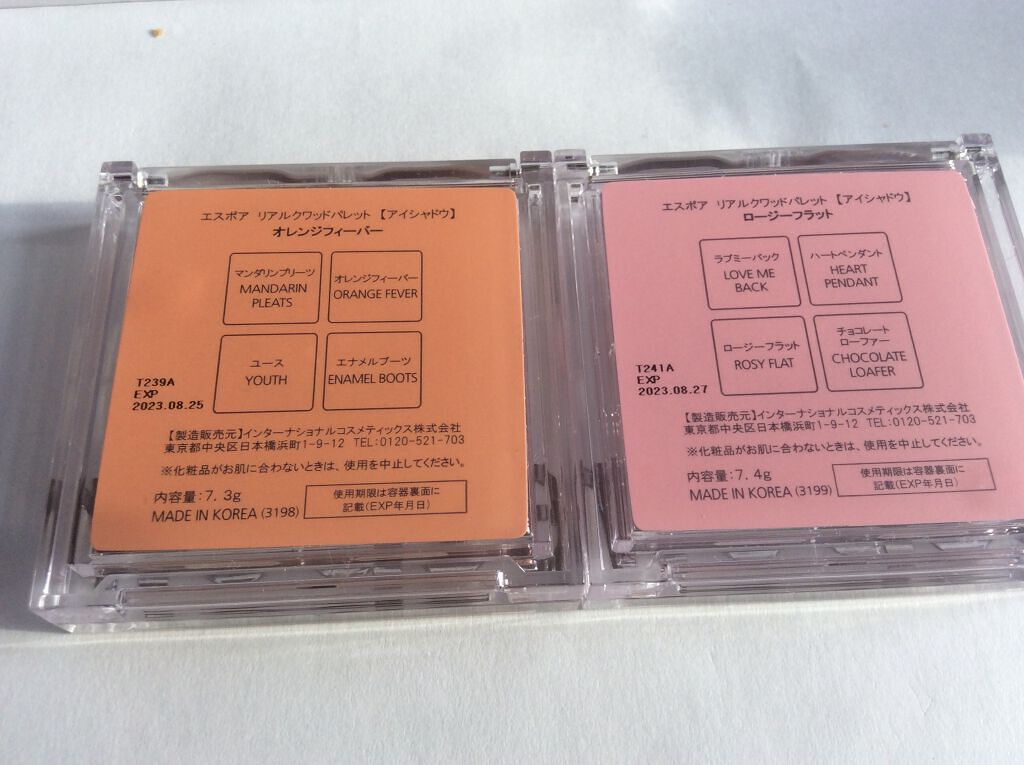 エスポア リアルクワッドパレット 【アイシャドウ】
オレンジフィーバー
マンダリンプリーツ
MANDARIN
PLEATS
オレンジフィーバー
ORANGE FEVER
ユース
YOUTH
エナメルブーツ
ENAMEL BOOTS
T239A
EXP
2023.08.25
【製造販売元】インターナショナルコスメティックス株式会社
東京都中央区日本橋浜町1-9-12 TEL:0120-521-703
※化粧品がお肌に合わないときは、使用を中止してください。
内容量:7.3g
MADE IN KOREA (3198)
使用期限は容器裏面に
記載(EXP年月日)
エスポア リアルクワッドパレット 【アイシャドウ】
ロージーフラット
ラブミーバック
LOVE ME
BACK
ハートペンダント
HEART
PENDANT
ロージーフラット
ROSY FLAT
チョコレート
ローファー
CHOCOLATE
LOAFER
T241A
EXP
2023.08.27
【製造販売元】インターナショナルコスメティックス株式会社
東京都中央区日本橋浜町1-9-12 TEL:0120-521-703
※化粧品がお肌に合わないときは、使用を中止してください。
内容量:7.4g
MADE IN KOREA (3199)
使用期限は容器裏面に
記載(EXP年月日)